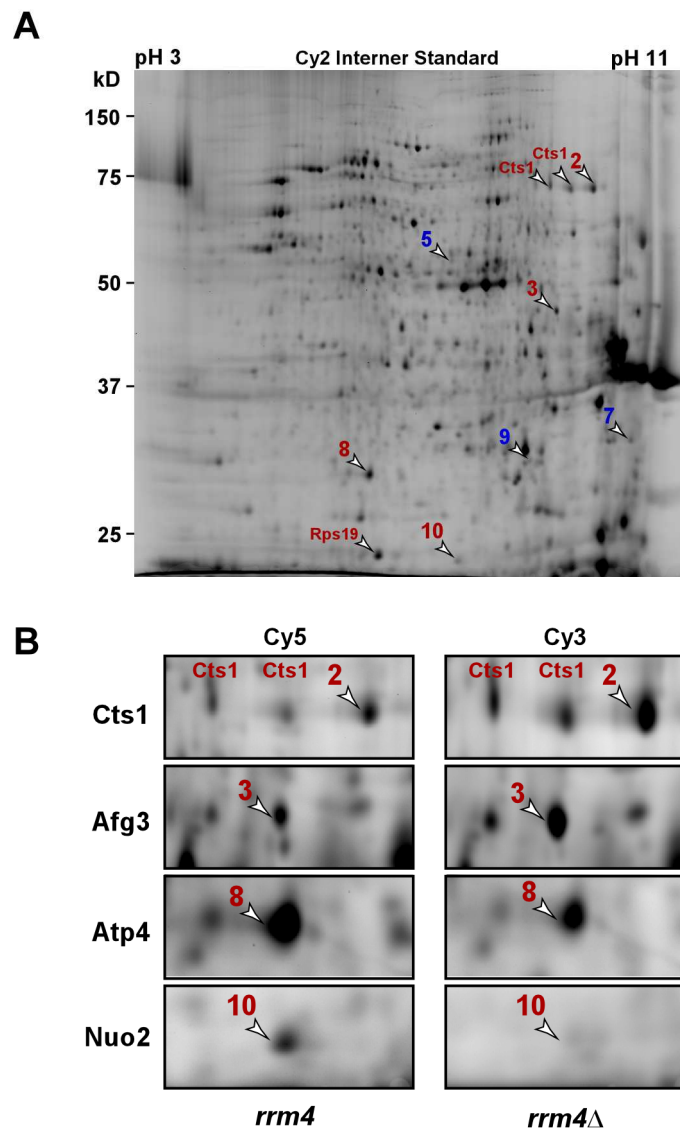 A
pH 3 Cy2 Interner Standard pH 11
kD
150
Cts1 Cts1 2
75
5
50
3
37
7
9
8
Rps19 10
25
B
Cy5 Cy3
Cts1 Cts1 2 Cts1 Cts1 2
Cts1
3 3
Afg3
8 8
Atp4
10 10
Nuo2
rrm4 rrm4Δ